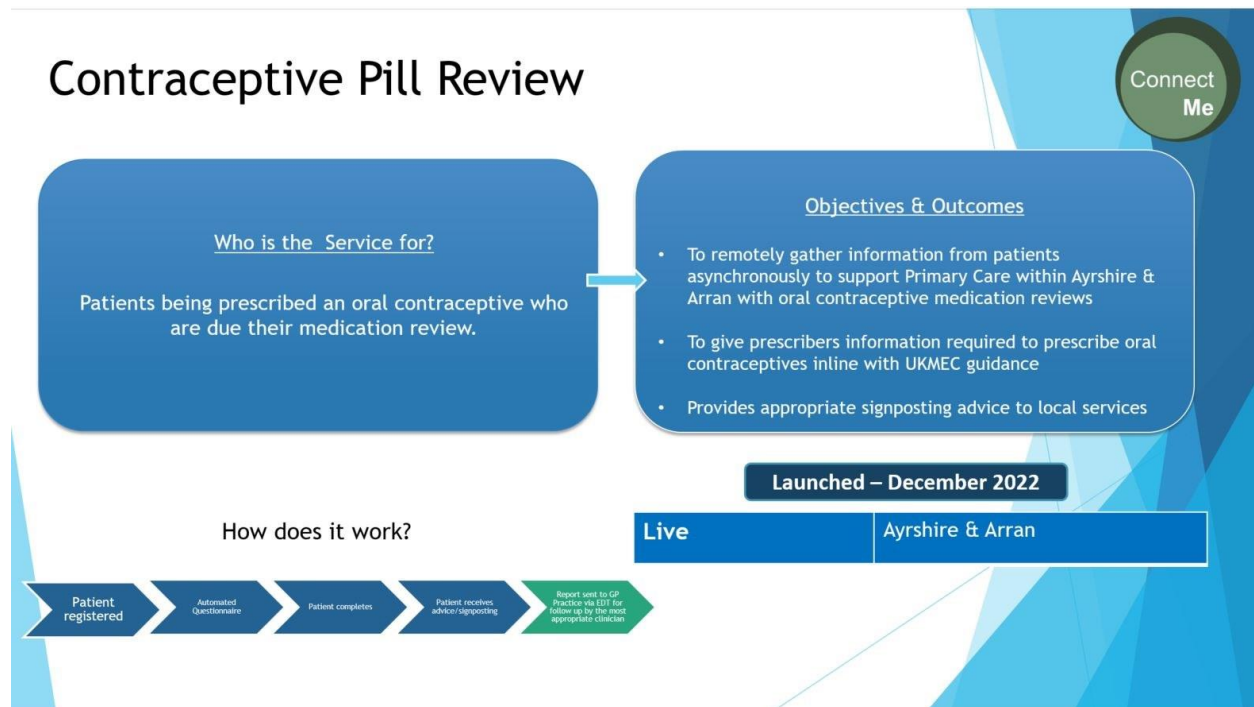 Contraceptive Pill Review
Connect
Me
Who is the  Service for?
Patients being prescribed an oral contraceptive who
are due their medication review.
Objectives & Outcomes
• To remotely gather information from patients
asynchronously to support Primary Care within Ayrshire &
Arran with oral contraceptive medication reviews
• To give prescribers information required to prescribe oral
contraceptives inline with UKMEC guidance
• Provides appropriate signposting advice to local services
Launched – December 2022
Live
Ayrshire & Arran
How does it work?
Patient
registered
Automated
Questionnaire
Patient completes
Patient receives
advice/signposting
Report sent to GP
Practice via EDT for
follow up by the most
appropriate clinician